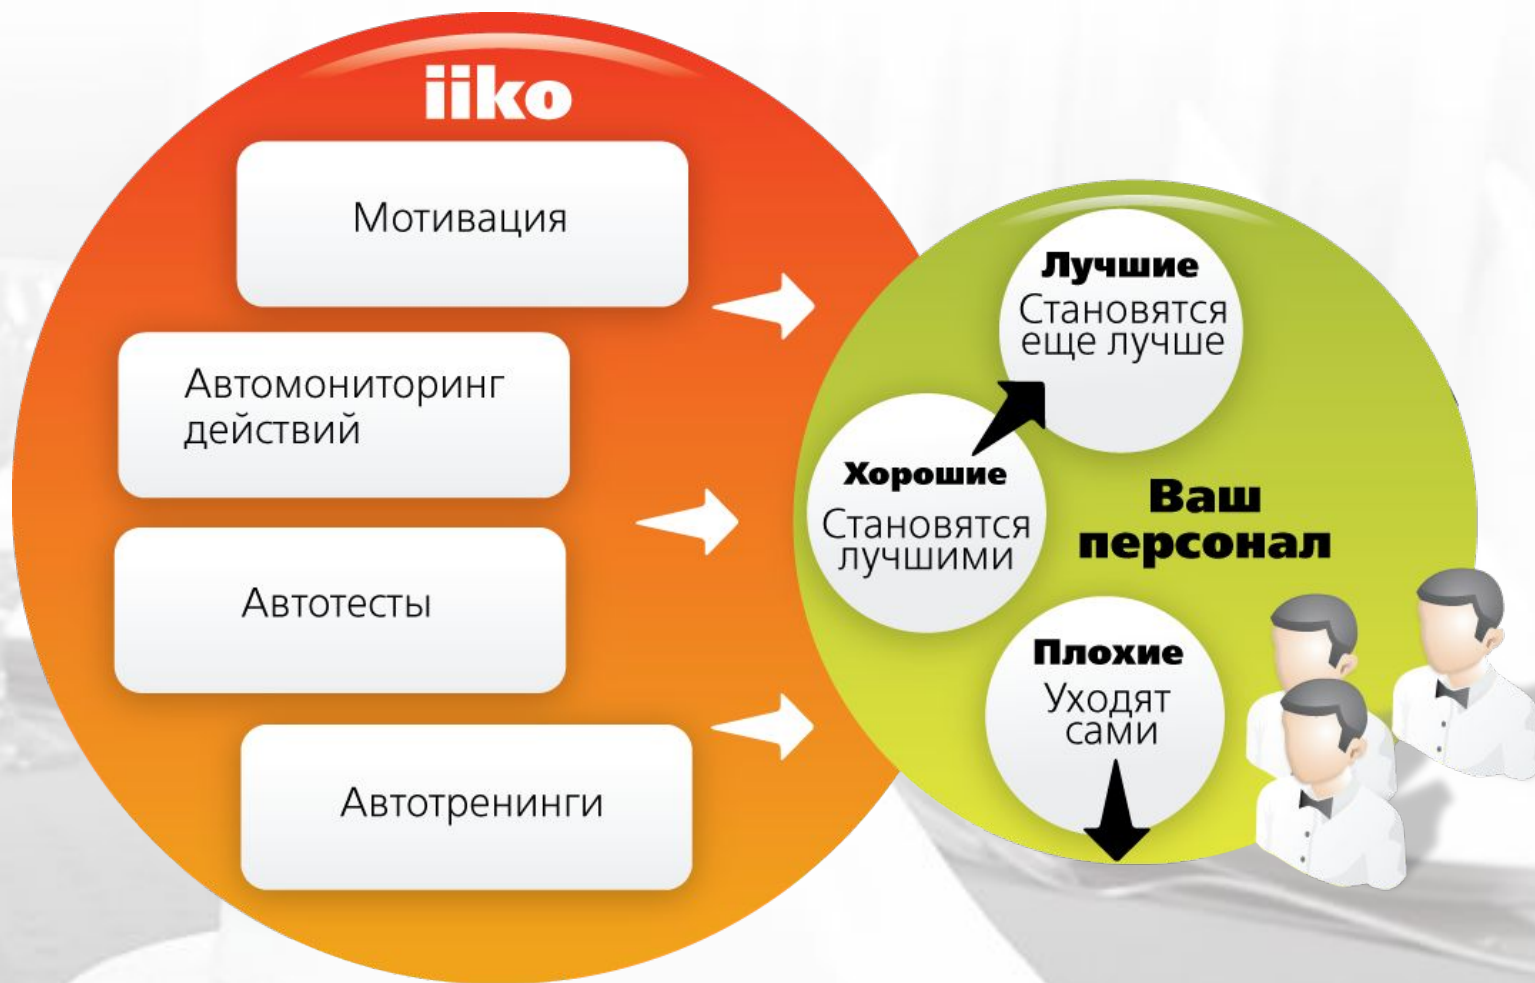 iiko
Мотивация
Автомониторинг
действий
Автотесты
Автотренинги
Лучшие
Становятся
еще лучше
Хорошие
Становятся
лучшими
Ваш
персонал
Плохие
Уходят
сами